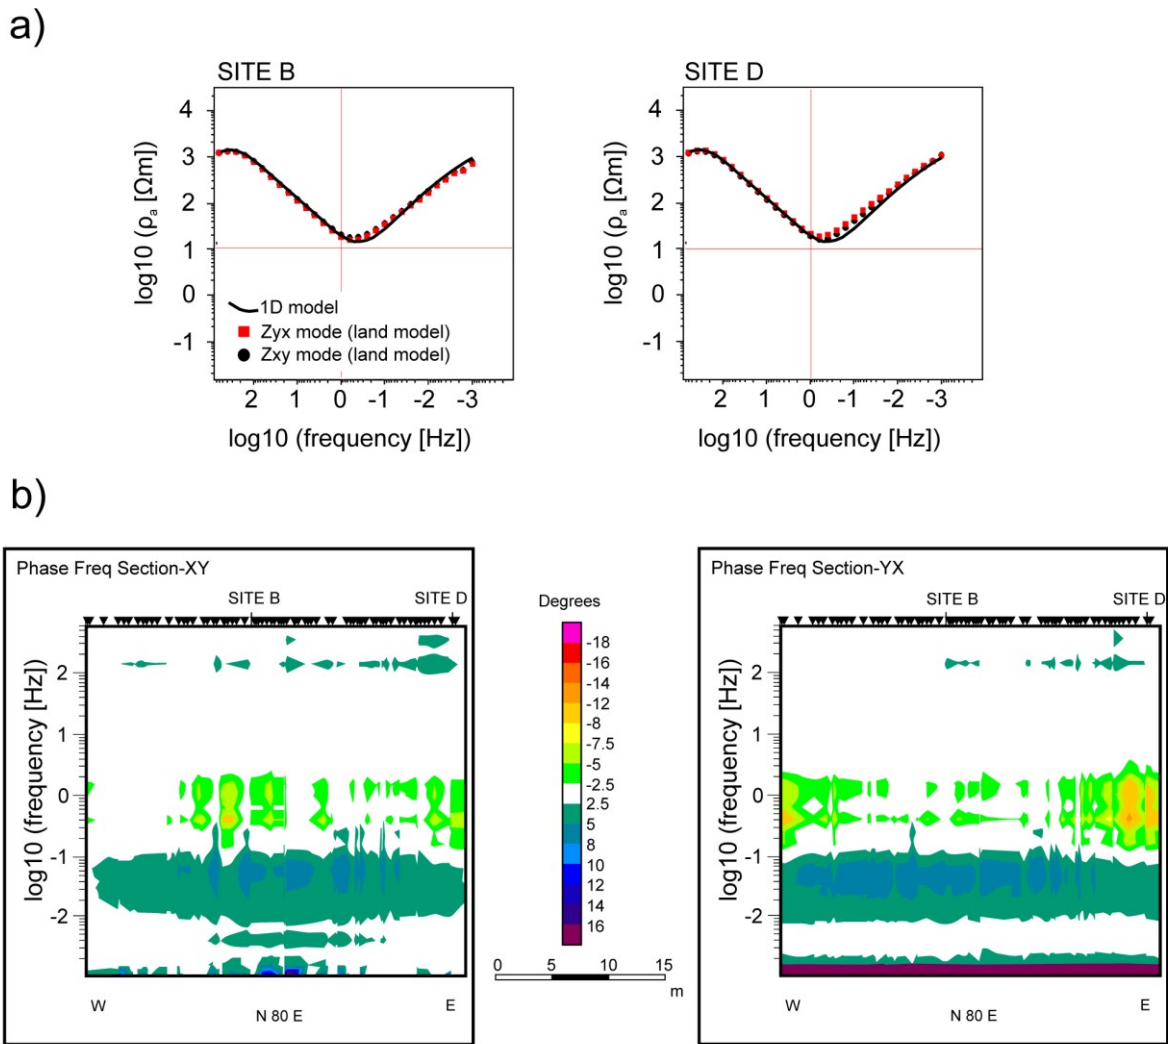 a)
SITE B
SITE D
log10 (ρa [Ωm])
4
3
2
1
0
-1
1D model
Zyx mode (land model)
Zxy mode (land model)
2 1 0 -1 -2 -3
log10 (frequency [Hz])
log10 (ρa [Ωm])
4
3
2
1
0
-1
2 1 0 -1 -2 -3
log10 (frequency [Hz])
b)
Phase Freq Section-XY
SITE B SITE D
log10 (frequency [Hz])
2
1
0
-1
-2
W E
N 80 E
Degrees
-18
-16
-14
-12
-8
-7.5
-5
-2.5
2.5
5
8
10
12
14
16
0 5 10 15
m
Phase Freq Section-YX
SITE B SITE D
log10 (frequency [Hz])
2
1
0
-1
-2
W E
N 80 E